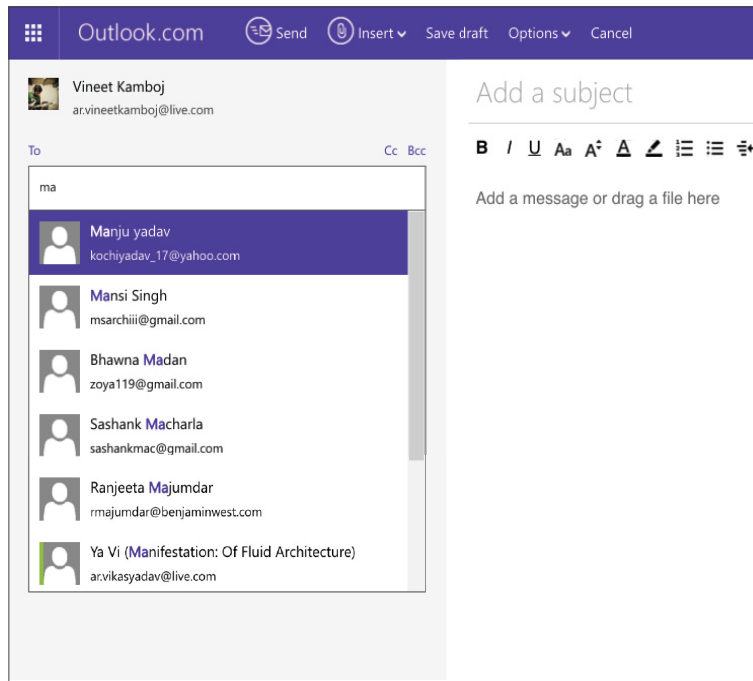 Outlook.com Send Insert Save draft Options Cancel
Vineet Kamboj
ar.vineetkamboj@live.com
To Cc Bcc
ma
Manju yadav
kochiyadav_17@yahoo.com
Mansi Singh
msarchiii@gmail.com
Bhawna Madan
zoya119@gmail.com
Sashank Macharla
sashankmac@gmail.com
Ranjeeta Majumdar
rmajumdar@benjaminwest.com
Ya Vi (Manifestation: Of Fluid Architecture)
ar.vikasyadav@live.com
Add a subject
B I U Aa A A
Add a message or drag a file here